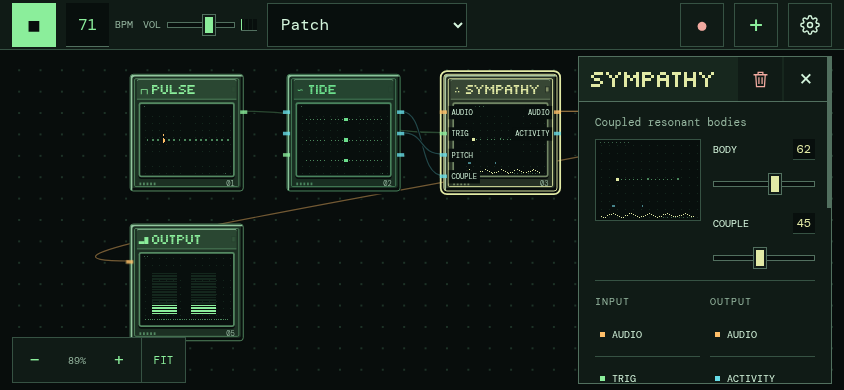 71 BPM VOL Patch
PULSE
01
TIDE
02
SYMPATHY
AUDIO AUDIO
TRIG ACTIVITY
PITCH
COUPLE
03
OUTPUT
05
− 89% + FIT
SYMPATHY
Coupled resonant bodies
BODY 62
COUPLE 45
INPUT OUTPUT
AUDIO AUDIO
TRIG ACTIVITY